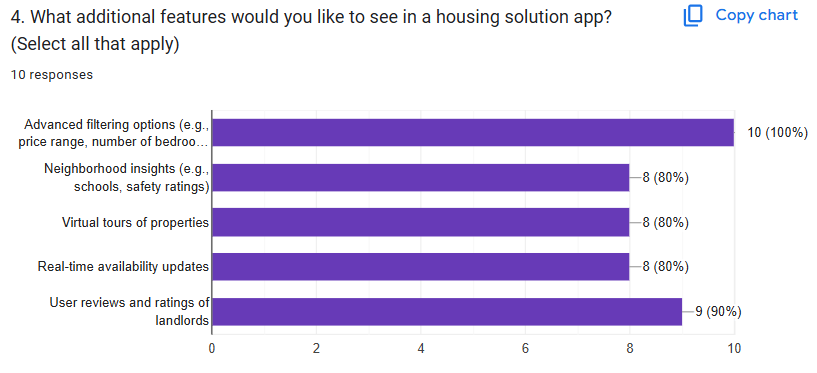 4. What additional features would you like to see in a housing solution app?
Copy chart
(Select all that apply)
10 responses
Advanced filtering options (e.g.,
price range, number of bedroo...
10 (100%)
Neighborhood insights (e.g.,
schools, safety ratings)
8 (80%)
Virtual tours of properties
8 (80%)
Real-time availability updates
8 (80%)
User reviews and ratings of
landlords
9 (90%)
0 2 4 6 8 10